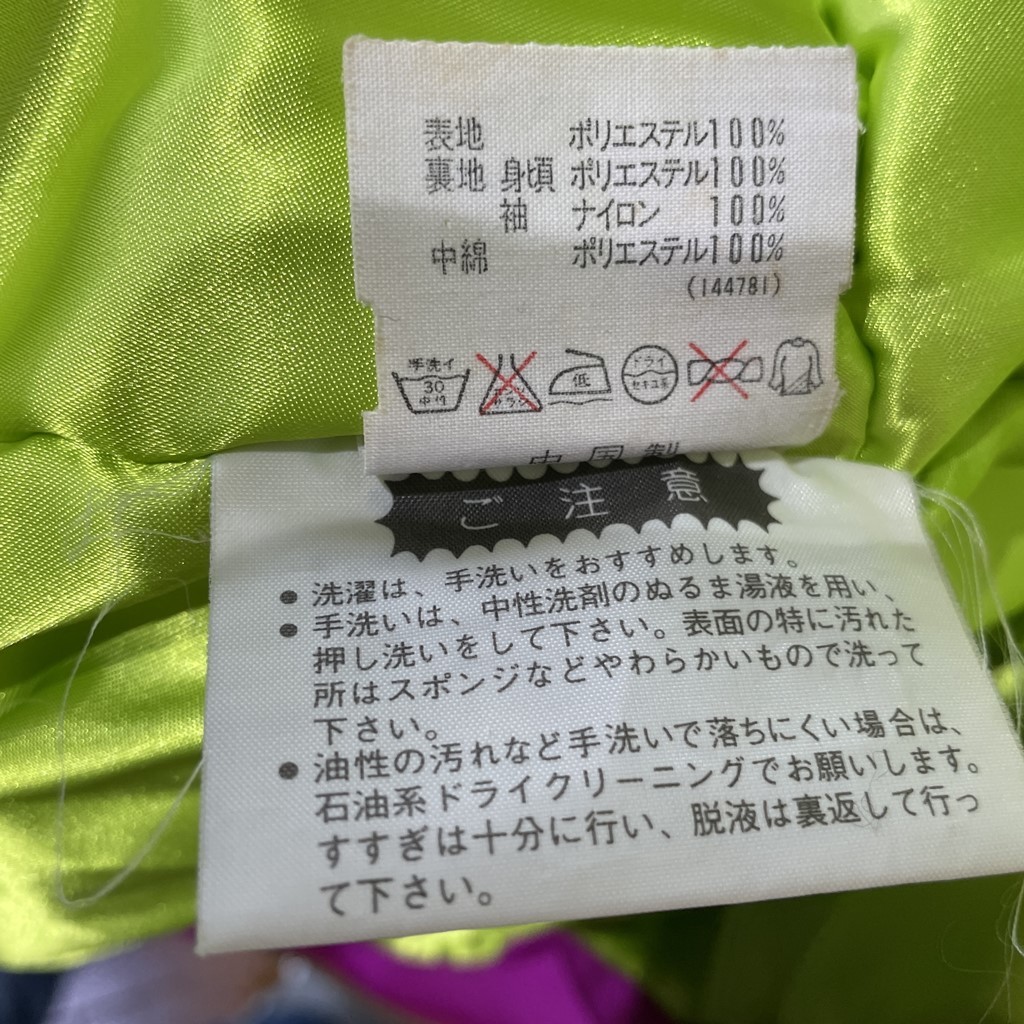 表地 ポリエステル100%
裏地 身頃 ポリエステル100%
袖 ナイロン 100%
中綿 ポリエステル100%
(144781)
手洗イ
30
中性
エンソ
サラシ
低
ドライ
セキユ系
中国製
ご注意
●洗濯は、手洗いをおすすめします。
●手洗いは、中性洗剤のぬるま湯液を用い、
押し洗いをして下さい。表面の特に汚れた
所はスポンジなどやわらかいもので洗って
下さい。
●油性の汚れなど手洗いで落ちにくい場合は、
石油系ドライクリーニングでお願いします。
すすぎは十分に行い、脱液は裏返して行っ
て下さい。